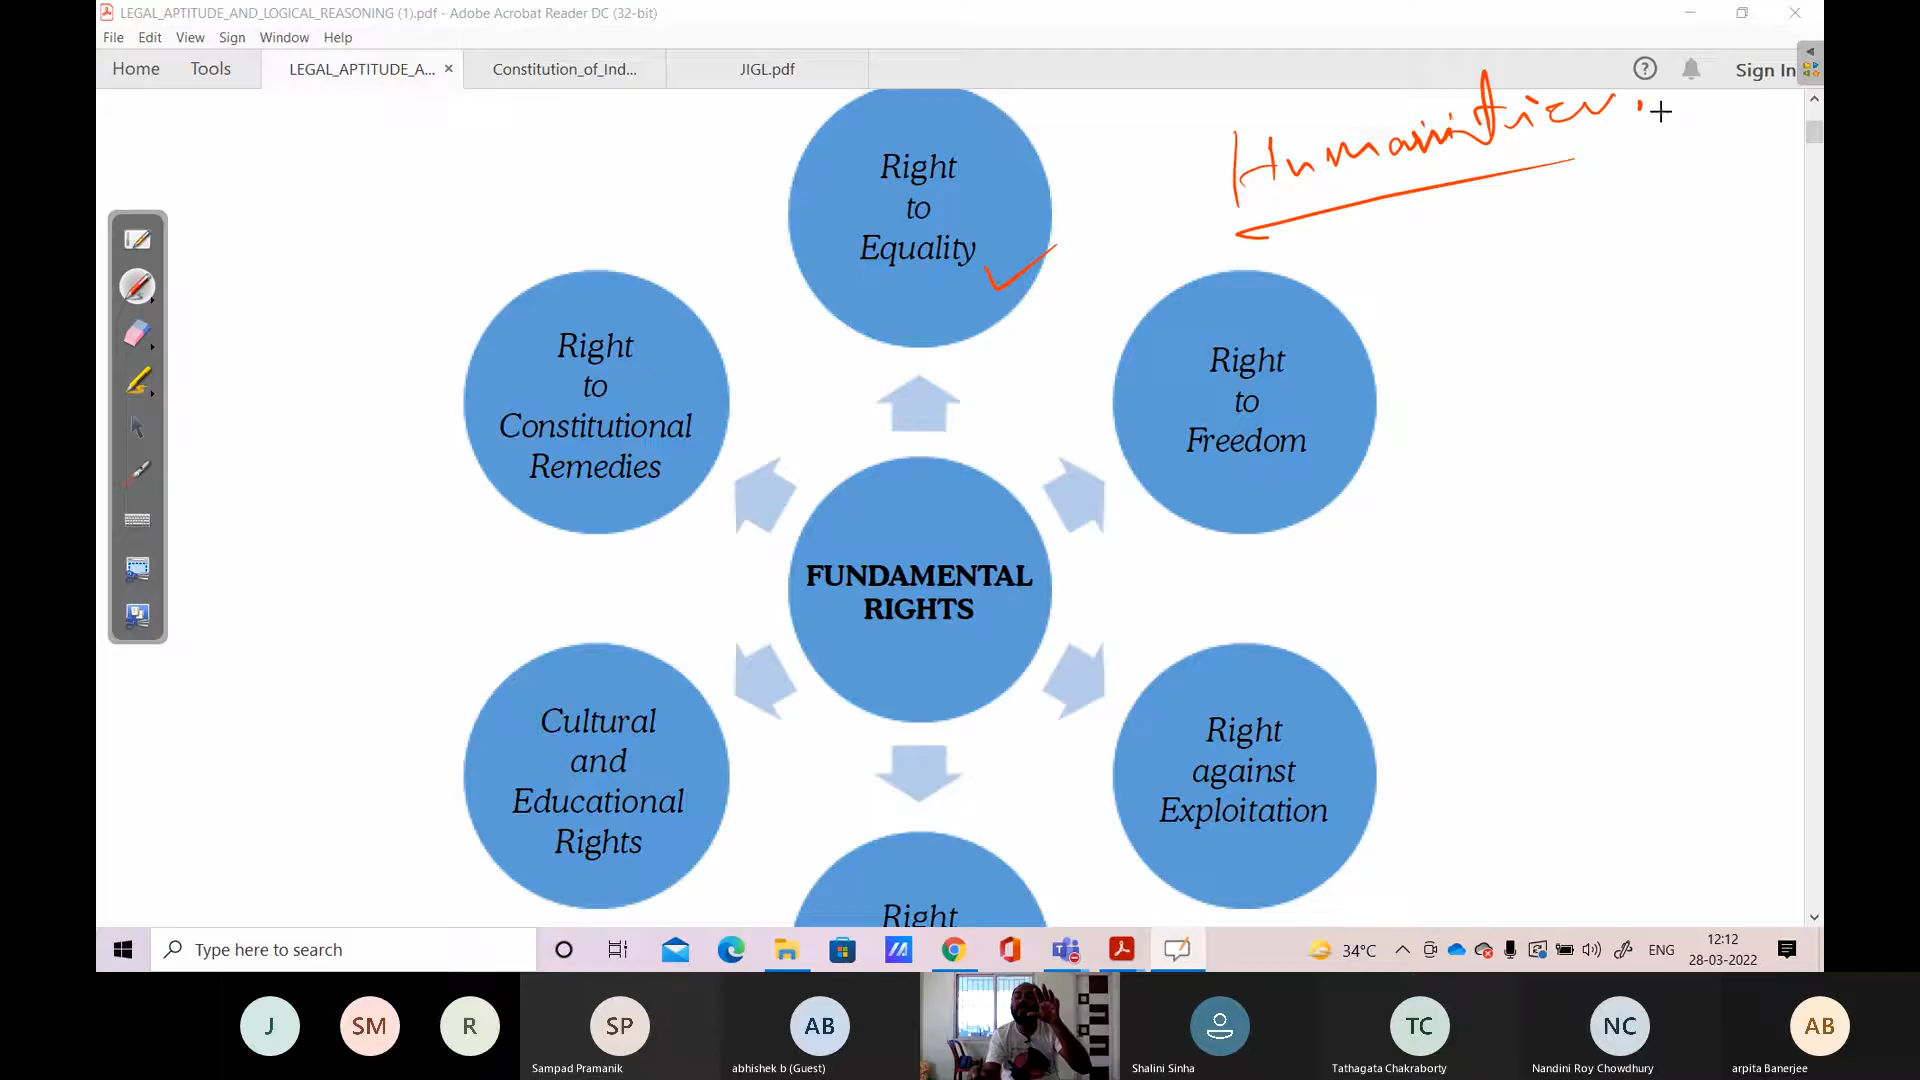 LEGAL_APTITUDE_AND_LOGICAL_REASONING (1).pdf - Adobe Acrobat Reader DC (32-bit)
File Edit View Sign Window Help
Home Tools LEGAL_APTITUDE_A... × Constitution_of_Ind... JIGL.pdf Sign In
Right
to
Equality
Right
to
Constitutional
Remedies
Right
to
Freedom
FUNDAMENTAL
RIGHTS
Cultural
and
Educational
Rights
Right
against
Exploitation
Right
Type here to search
34°C
ENG
12:12
28-03-2022
J
SM
R
SP
AB
TC
NC
AB
Sampad Pramanik
abhishek b (Guest)
Shalini Sinha
Tathagata Chakraborty
Nandini Roy Chowdhury
arpita Banerjee